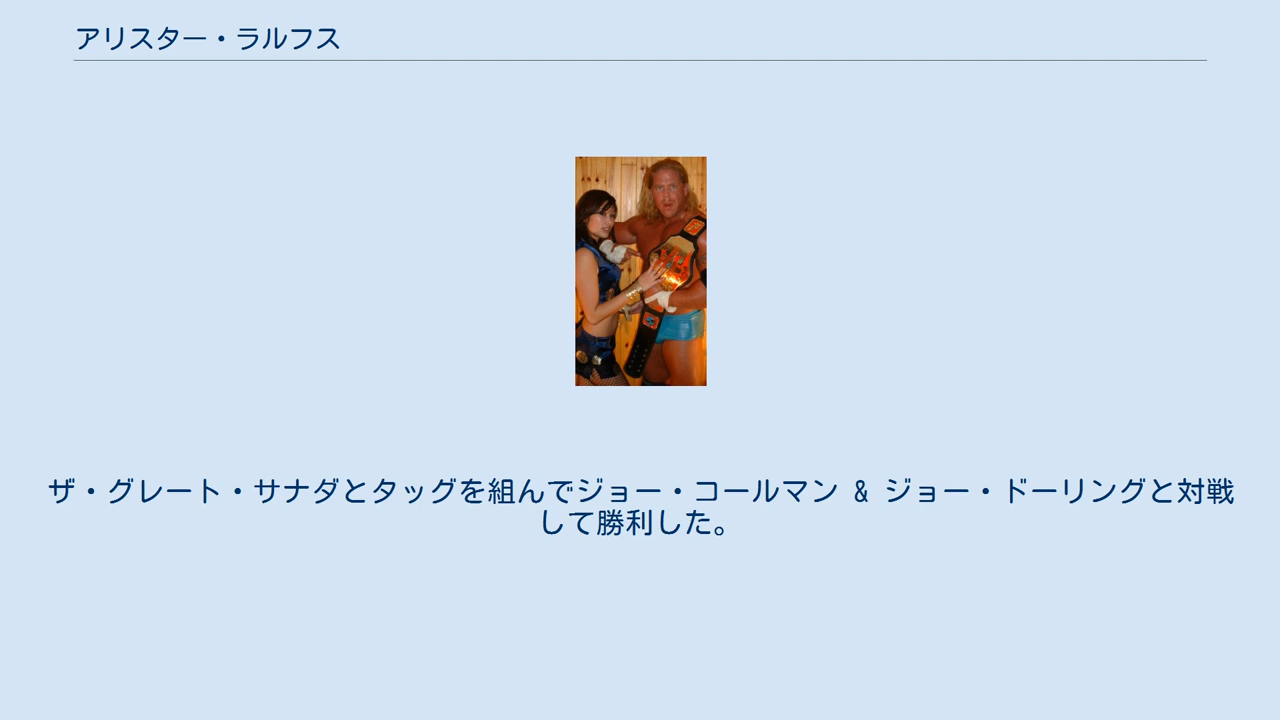 アリスター・ラルフス
ザ・グレート・サナダとタッグを組んでジョー・コールマン & ジョー・ドーリングと対戦
して勝利した。